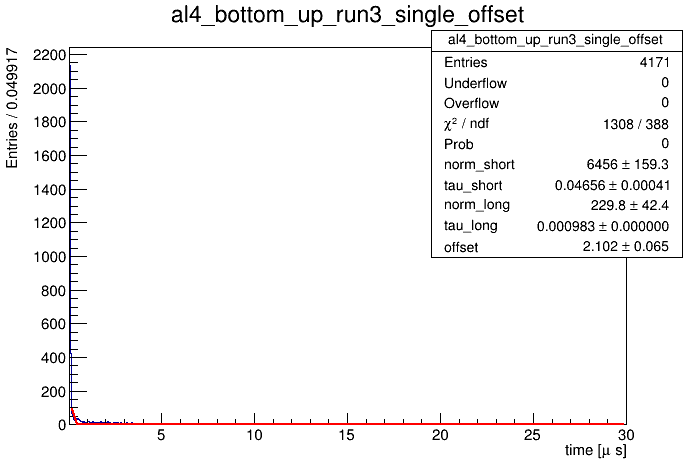 al4_bottom_up_run3_single_offset
al4_bottom_up_run3_single_offset
Entries 4171
Underflow 0
Overflow 0
χ² / ndf 1308 / 388
Prob 0
norm_short 6456 ± 159.3
tau_short 0.04656 ± 0.00041
norm_long 229.8 ± 42.4
tau_long 0.000983 ± 0.000000
offset 2.102 ± 0.065
Entries / 0.049917
2200
2000
1800
1600
1400
1200
1000
800
600
400
200
0
5 10 15 20 25 30
time [μ s]